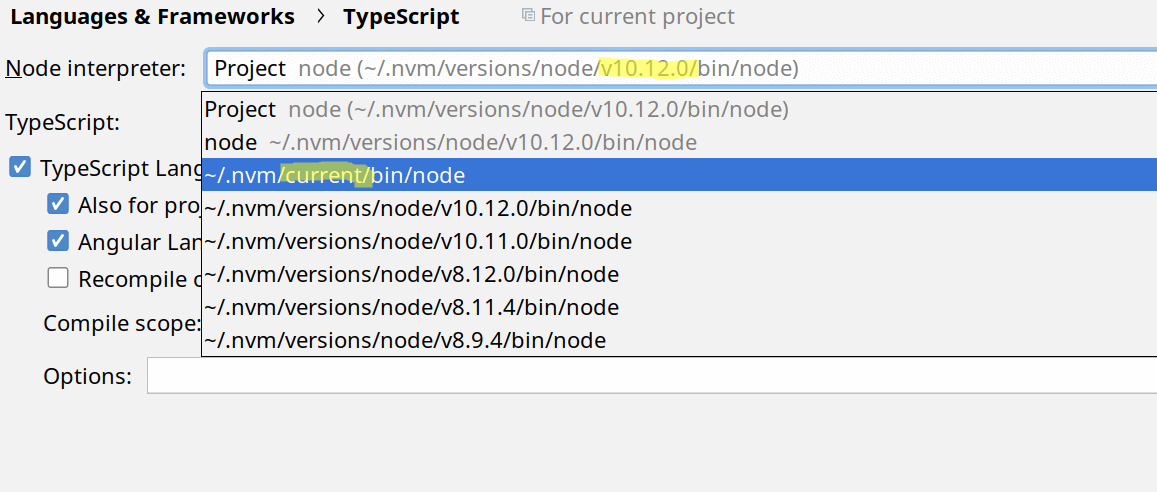 Languages & Frameworks > TypeScript For current project
Node interpreter: Project node (~/.nvm/versions/node/v10.12.0/bin/node)
Project node (~/.nvm/versions/node/v10.12.0/bin/node)
TypeScript:
node ~/.nvm/versions/node/v10.12.0/bin/node
TypeScript Lang
~/.nvm/current/bin/node
Also for proj
~/.nvm/versions/node/v10.12.0/bin/node
Angular Lan
~/.nvm/versions/node/v10.11.0/bin/node
Recompile
~/.nvm/versions/node/v8.12.0/bin/node
~/.nvm/versions/node/v8.11.4/bin/node
Compile scope:
~/.nvm/versions/node/v8.9.4/bin/node
Options: